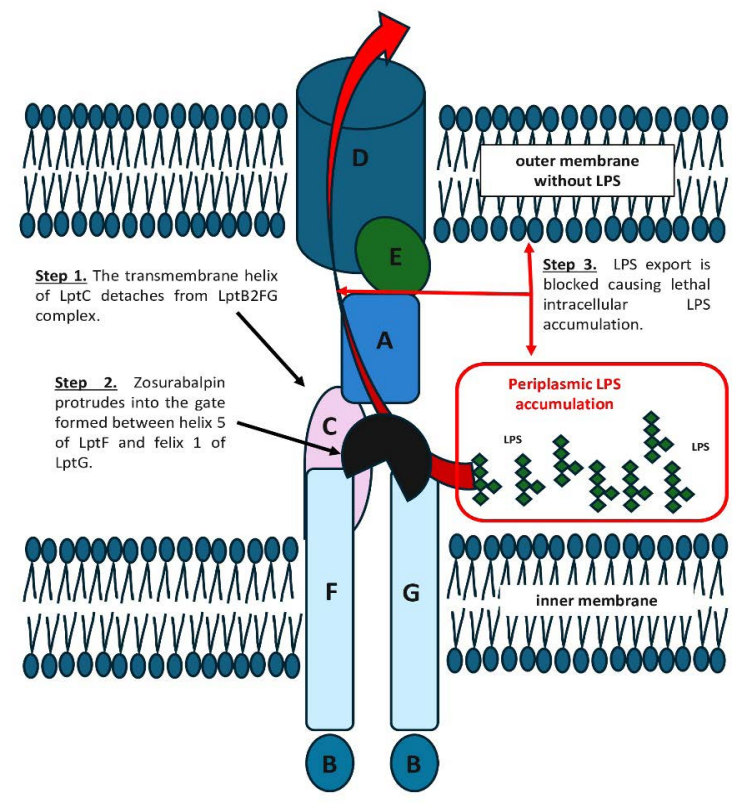 D
outer membrane
without LPS
E
Step 1. The transmembrane helix
of LptC detaches from LptB2FG
complex.
Step 3. LPS export is
blocked causing lethal
intracellular LPS
accumulation.
A
Step 2. Zosurabalpin
protrudes into the gate
formed between helix 5
of LptF and felix 1 of
LptG.
C
Periplasmic LPS
accumulation
LPS
LPS
F
G
inner membrane
B
B